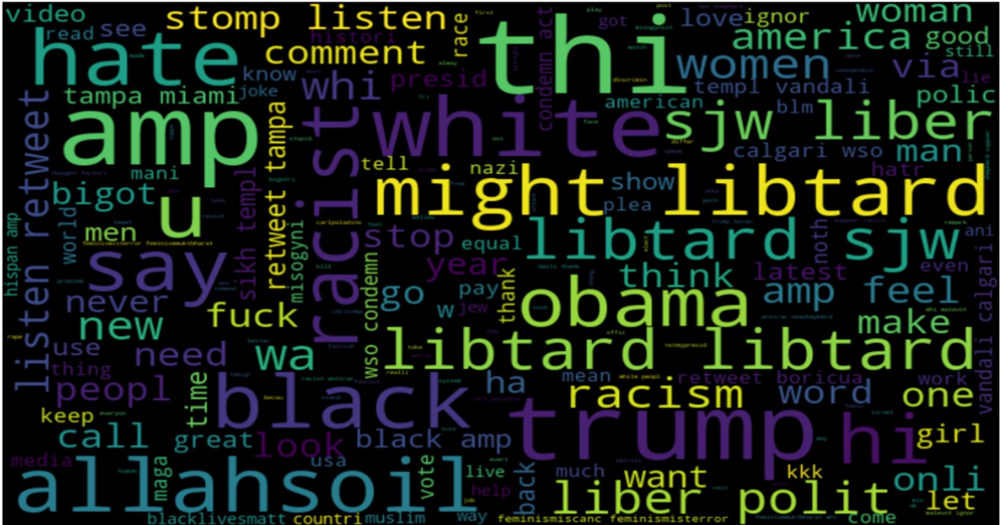 video
stomp listen
love
ignor
woman
read
see
histori
race
thi
got
america
good
still
hate
comment
condemn act
women
via
lie
know
whi
presid
templ vandali
polic
tampa miami
joke
american
blm
amp
white
sjw liber
calgari wso
man
listen retweet
retweet tampa
racist
tell
nazi
hatr
mani
bigot
u
sikh templ
might libtard
show
plea
men
world
misogyni
stop
equal
libtard sjw
noth
ani
hispan amp
feminismisterror feminismmuktbharat
say
year
think
latest
even
never
go
pay
thank
obama
amp feel
vandali calgari
new
fuck
w
jew
make
use
need
wa
wso condemn
libtard libtard
thing
peopl
time
black
ha
mean
retweet boricua
work
racism
word
one
keep
call
great
look
black amp
trump
hi
girl
media
maga
usa
vote
live
back
much
want
kkk
onli
allahsoil
help
liber polit
let
blacklivesmatt
countri
muslim
way
feminismiscanc feminismisterror
come